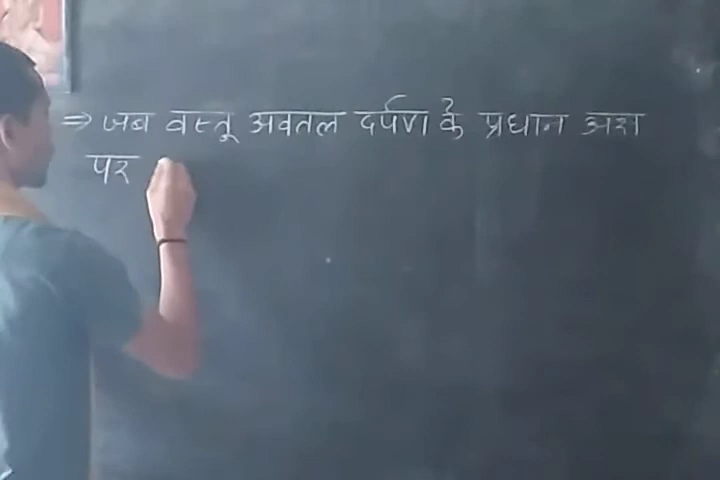 ⇒ जब वस्तू अवतल दर्पण के प्रधान अक्ष
पर